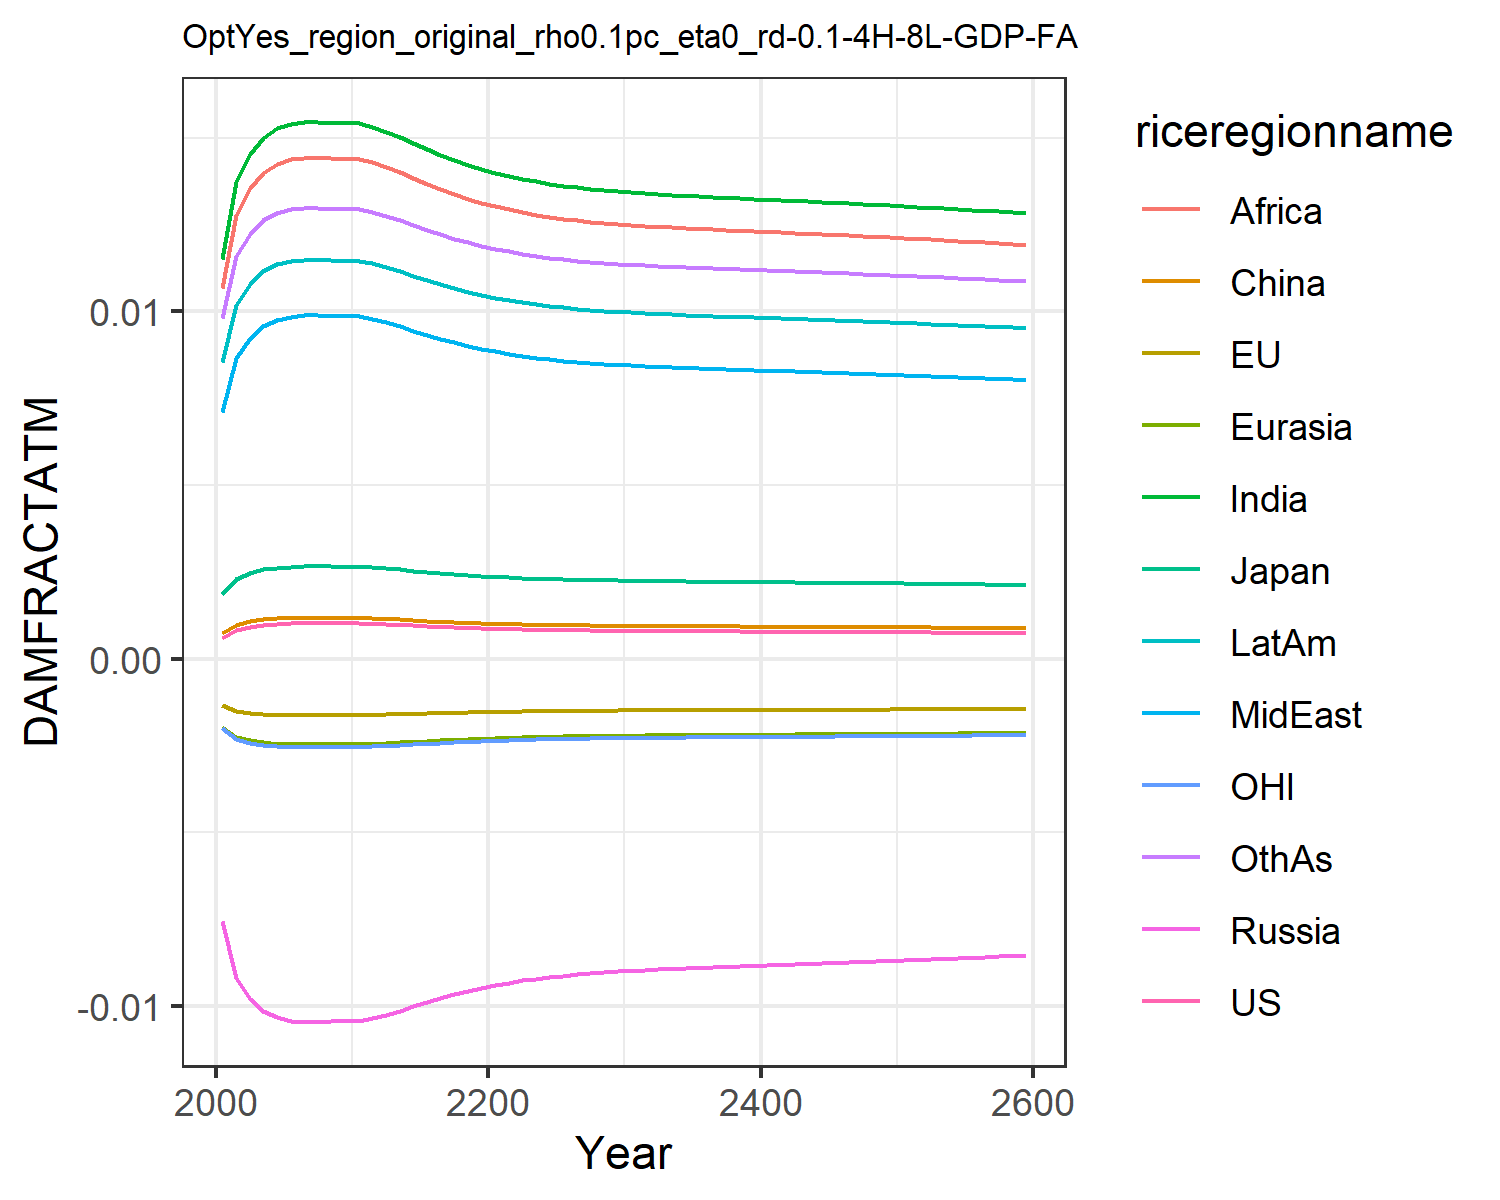 OptYes_region_original_rho0.1pc_eta0_rd-0.1-4H-8L-GDP-FA
DAMFRACTATM
0.01
0.00
-0.01
2000 2200 2400 2600
Year
riceregionname
Africa
China
EU
Eurasia
India
Japan
LatAm
MidEast
OHI
OthAs
Russia
US